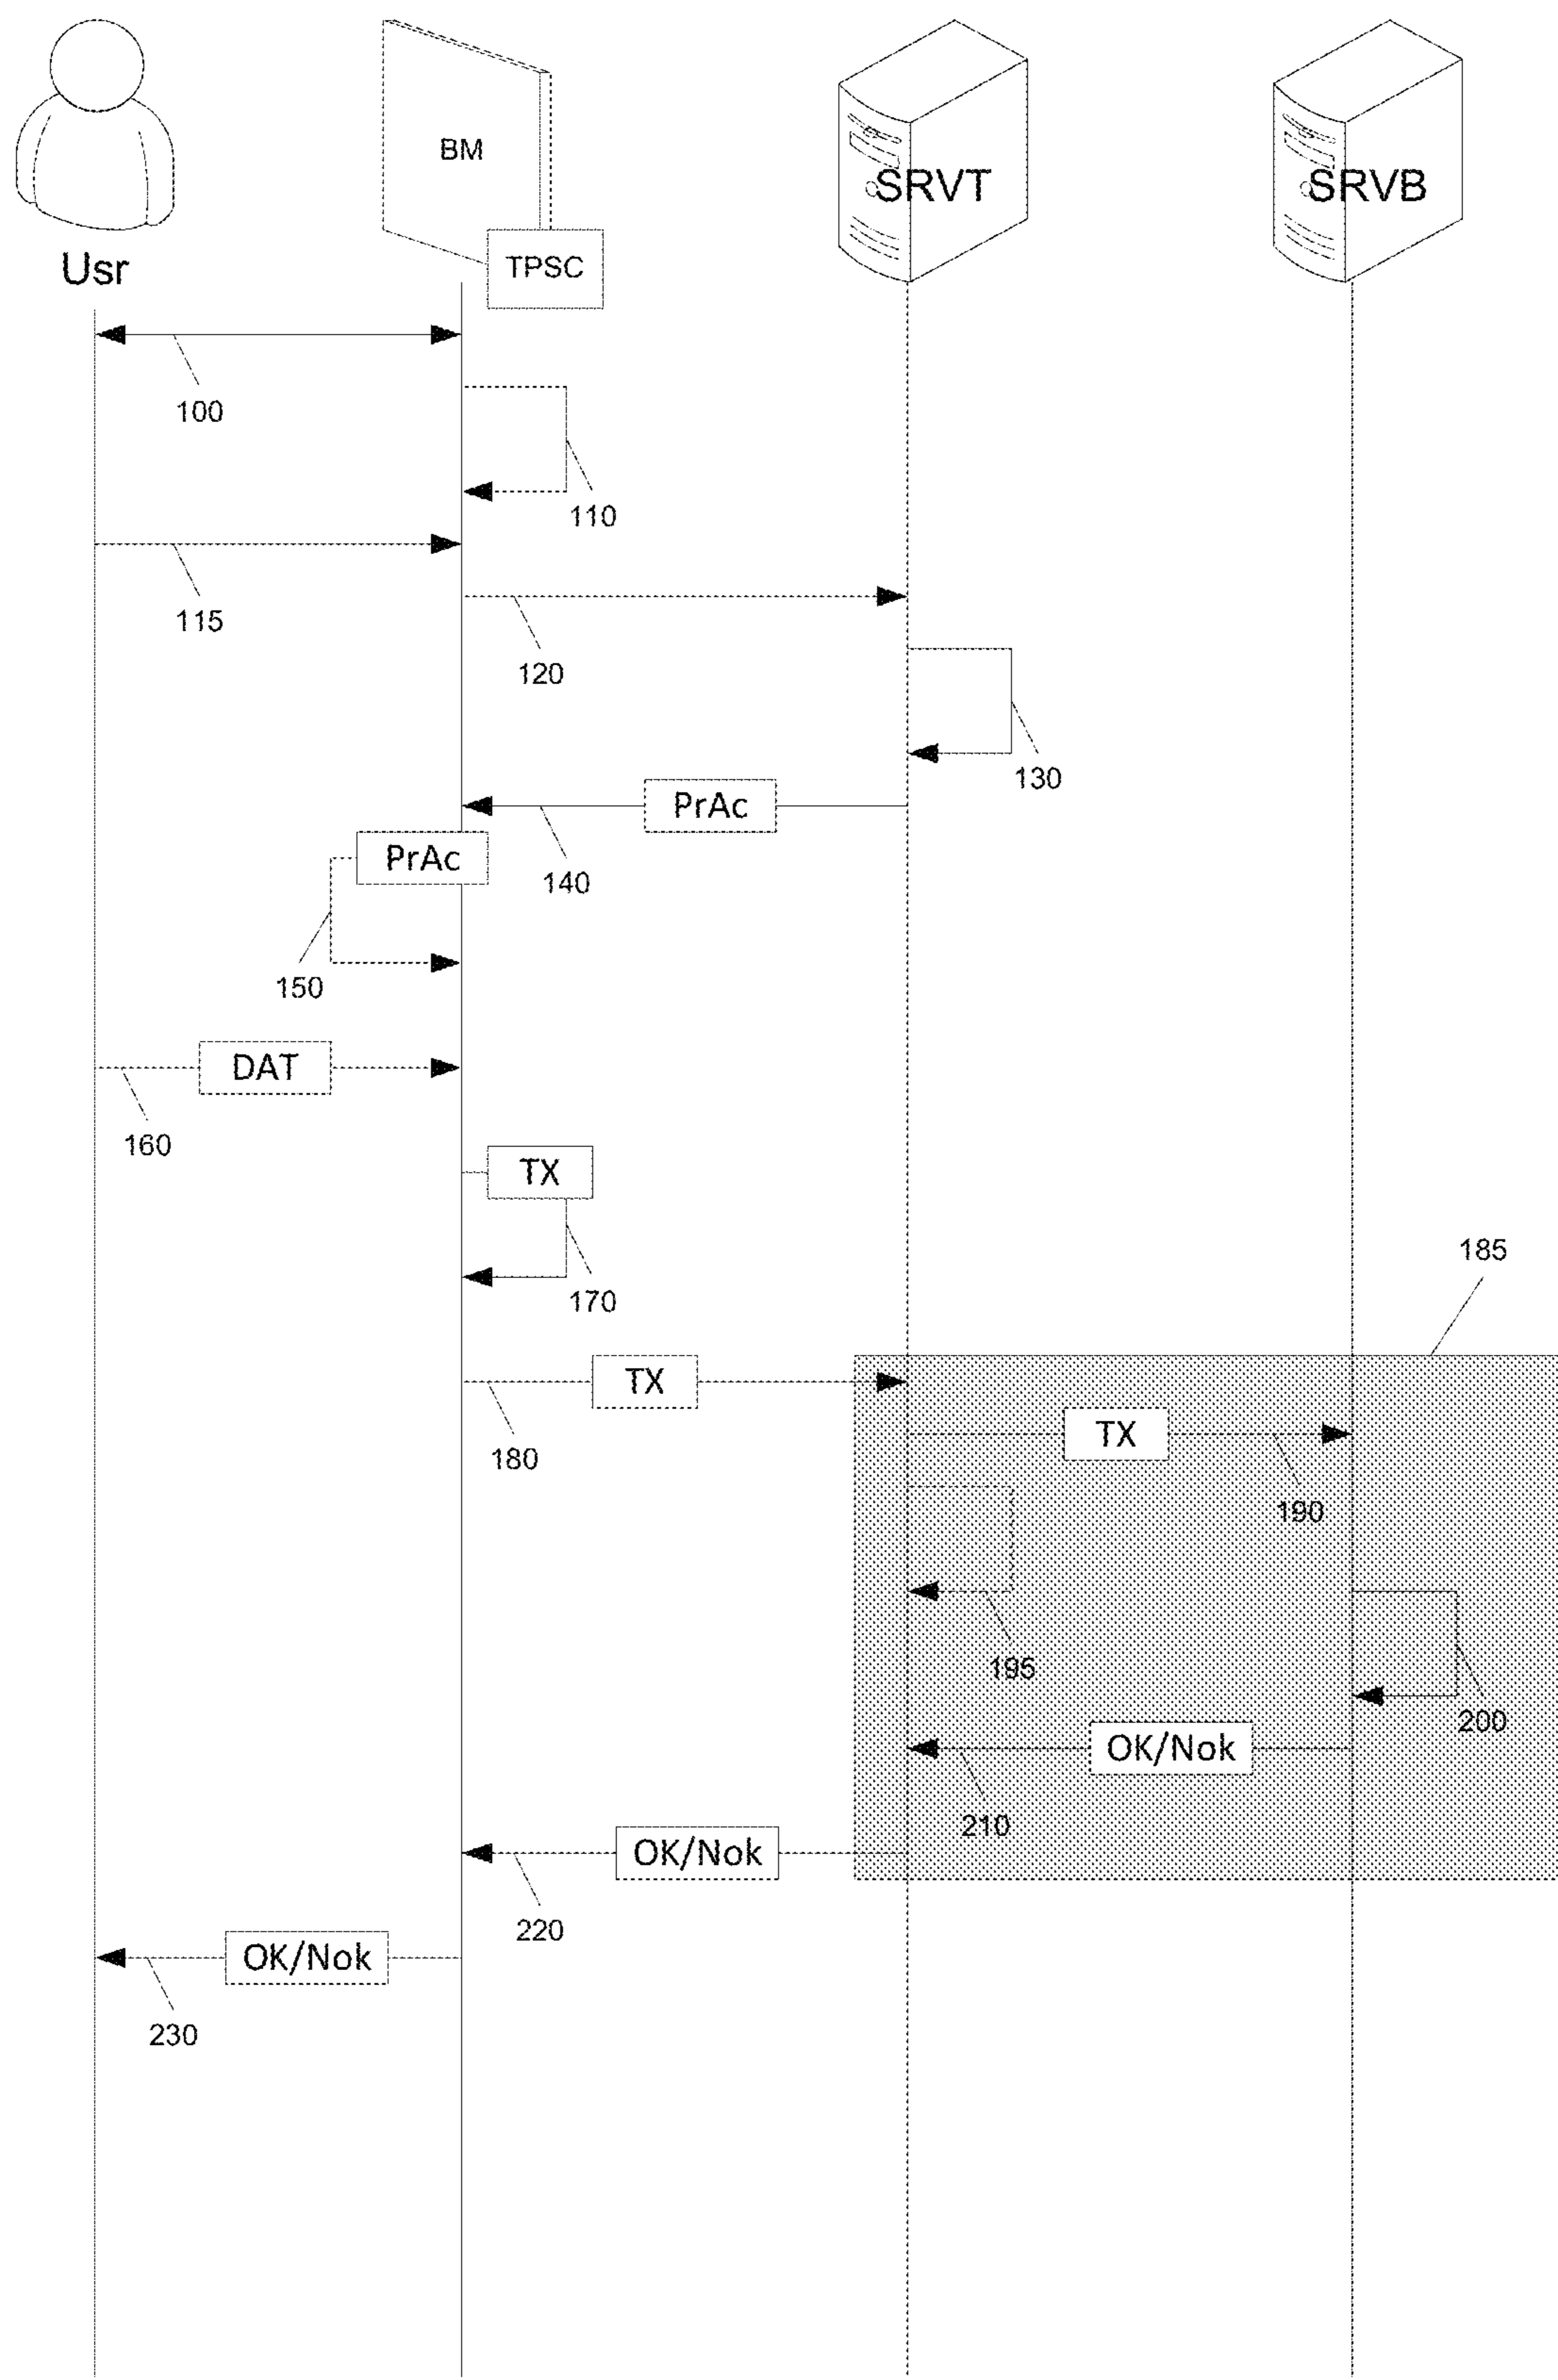 BM
SRVT
SRVB
Usr
TPSC
100
110
115
120
130
PrAc
PrAc
140
150
DAT
160
TX
170
185
TX
180
TX
190
195
200
OK/Nok
210
OK/Nok
220
OK/Nok
230